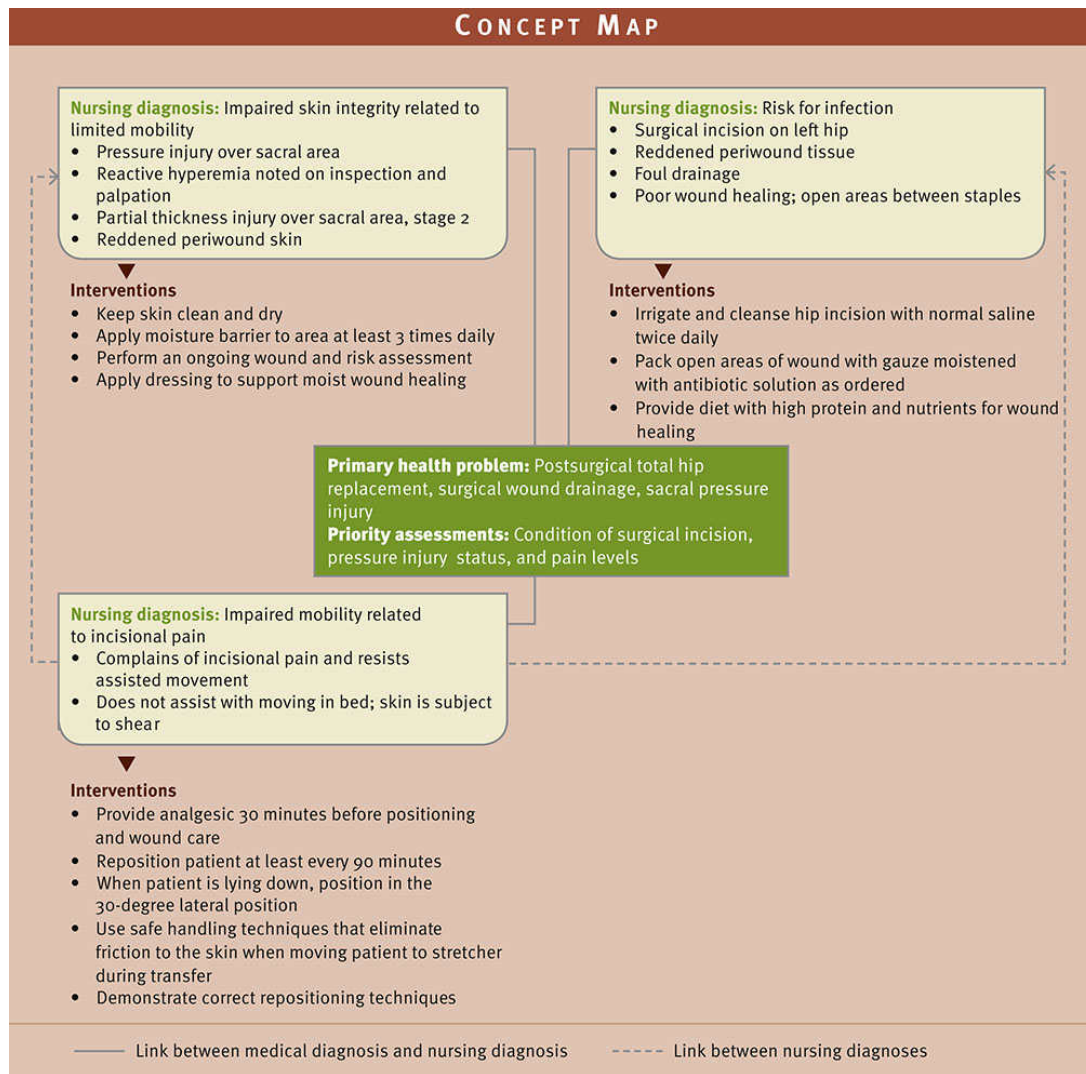 CONCEPT MAP
Nursing diagnosis: Impaired skin integrity related to
limited mobility
• Pressure injury over sacral area
• Reactive hyperemia noted on inspection and
palpation
• Partial thickness injury over sacral area, stage 2
• Reddened periwound skin
Interventions
• Keep skin clean and dry
• Apply moisture barrier to area at least 3 times daily
• Perform an ongoing wound and risk assessment
• Apply dressing to support moist wound healing
Nursing diagnosis: Risk for infection
• Surgical incision on left hip
• Reddened periwound tissue
• Foul drainage
• Poor wound healing; open areas between staples
Interventions
• Irrigate and cleanse hip incision with normal saline
twice daily
• Pack open areas of wound with gauze moistened
with antibiotic solution as ordered
• Provide diet with high protein and nutrients for wound
healing
Primary health problem: Postsurgical total hip
replacement, surgical wound drainage, sacral pressure
injury
Priority assessments: Condition of surgical incision,
pressure injury status, and pain levels
Nursing diagnosis: Impaired mobility related
to incisional pain
• Complains of incisional pain and resists
assisted movement
• Does not assist with moving in bed; skin is subject
to shear
Interventions
• Provide analgesic 30 minutes before positioning
and wound care
• Reposition patient at least every 90 minutes
• When patient is lying down, position in the
30-degree lateral position
• Use safe handling techniques that eliminate
friction to the skin when moving patient to stretcher
during transfer
• Demonstrate correct repositioning techniques
Link between medical diagnosis and nursing diagnosis
Link between nursing diagnoses